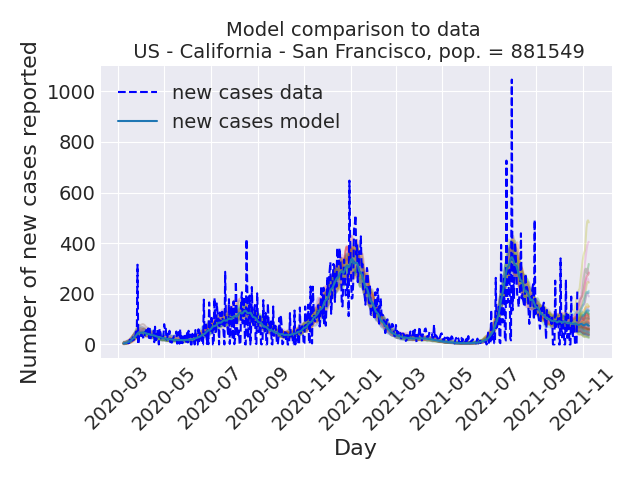 Model comparison to data
US - California - San Francisco, pop. = 881549
Number of new cases reported
1000
800
600
400
200
0
new cases data
new cases model
2020-03
2020-05
2020-07
2020-09
2020-11
2021-01
2021-03
2021-05
2021-07
2021-09
2021-11
Day